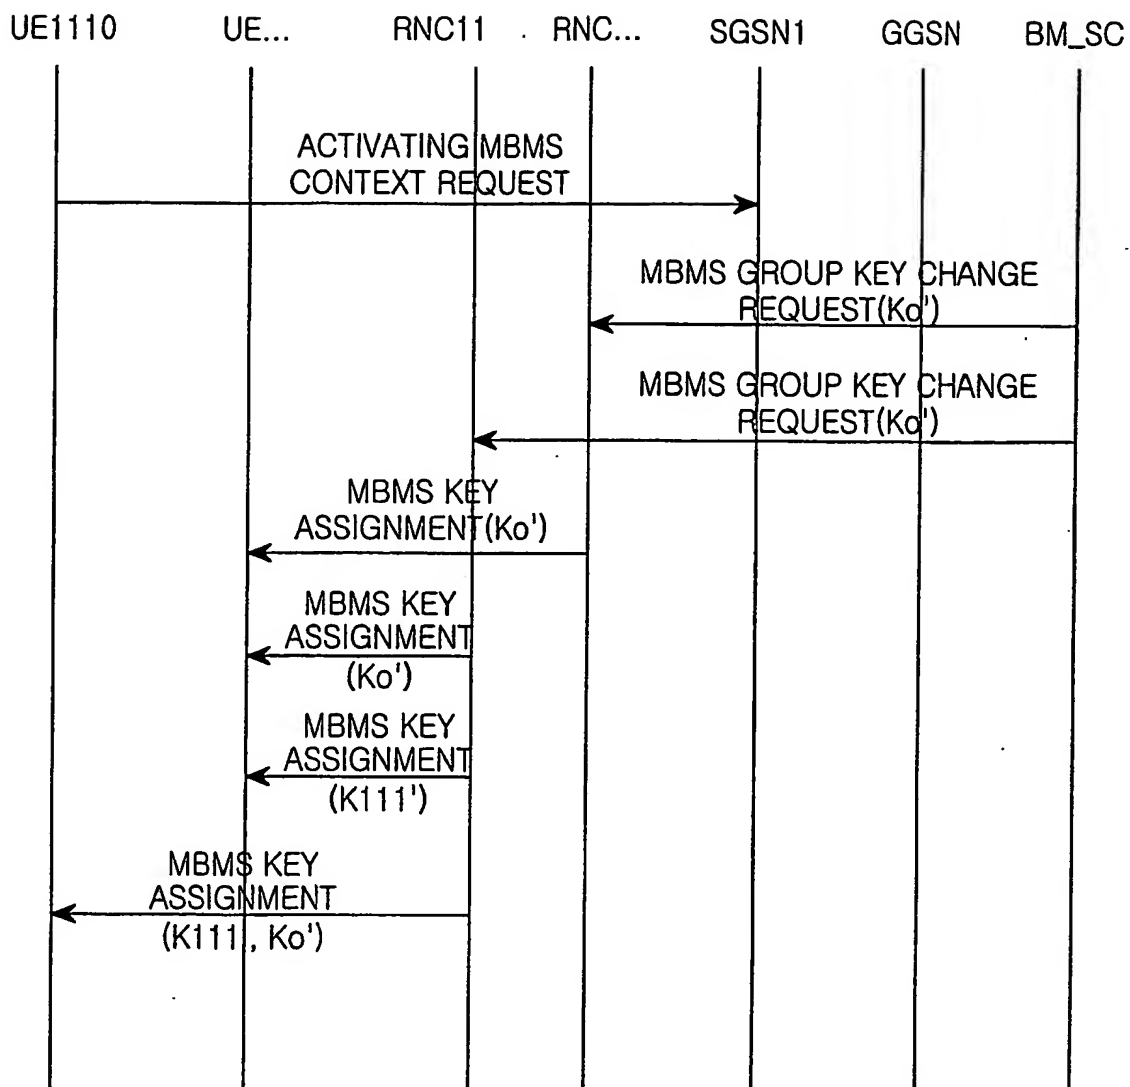 UE1110 UE... RNC11 RNC... SGSN1 GGSN BM_SC
ACTIVATING MBMS
CONTEXT REQUEST
MBMS GROUP KEY CHANGE
REQUEST(Ko')
MBMS GROUP KEY CHANGE
REQUEST(Ko')
MBMS KEY
ASSIGNMENT(Ko')
MBMS KEY
ASSIGNMENT
(Ko')
MBMS KEY
ASSIGNMENT
(K111')
MBMS KEY
ASSIGNMENT
(K111, Ko')